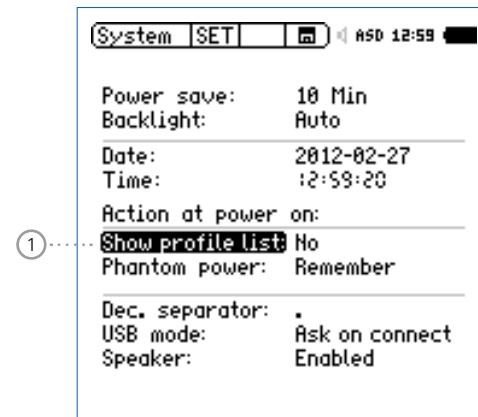 System SET ASD 12:59
Power save: 10 Min
Backlight: Auto
Date: 2012-02-27
Time: 12:59:20
Action at power on:
1 Show profile list: No
Phantom power: Remember
Dec. separator: .
USB mode: Ask on connect
Speaker: Enabled